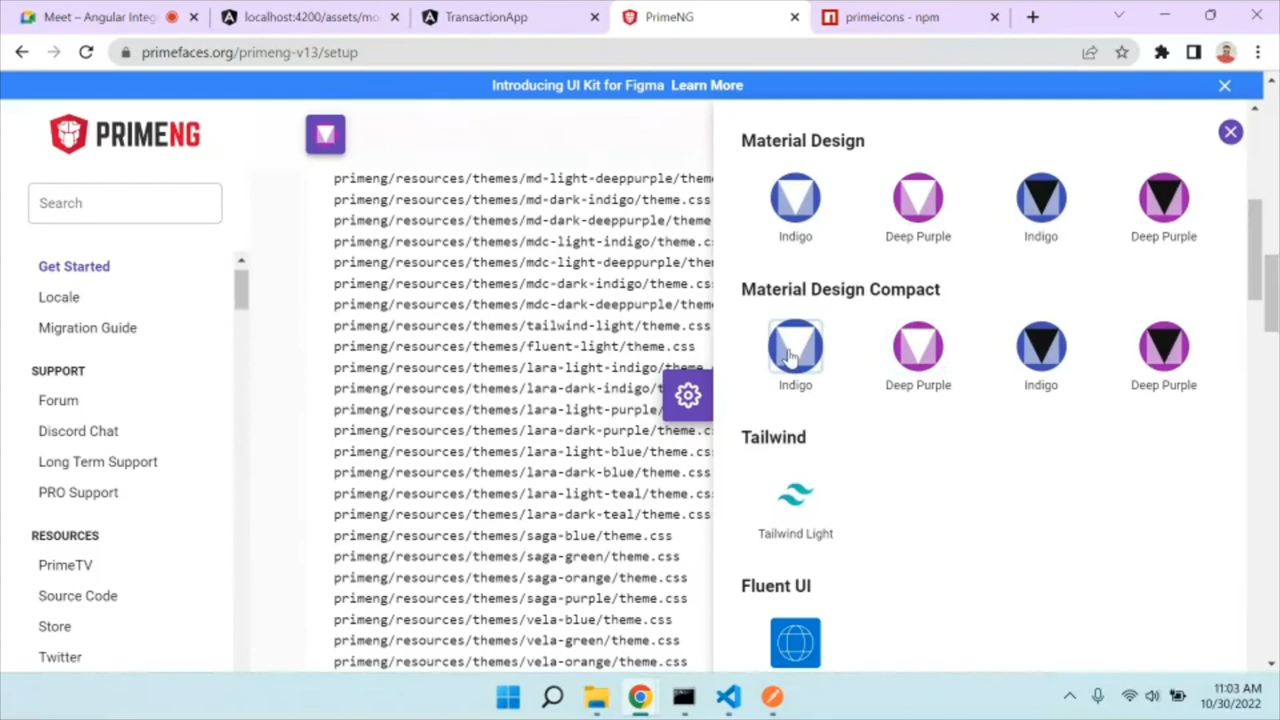 Meet – Angular Integ
localhost:4200/assets/mo
TransactionApp
PrimeNG
primeicons - npm
primefaces.org/primeng-v13/setup
Introducing UI Kit for Figma Learn More
PRIMENG
Search
Get Started
Locale
Migration Guide
SUPPORT
Forum
Discord Chat
Long Term Support
PRO Support
RESOURCES
PrimeTV
Source Code
Store
Twitter
primeng/resources/themes/md-light-deeppurple/theme
primeng/resources/themes/md-dark-indigo/theme.css
primeng/resources/themes/md-dark-deeppurple/theme
primeng/resources/themes/mdc-light-indigo/theme.cs
primeng/resources/themes/mdc-light-deeppurple/them
primeng/resources/themes/mdc-dark-indigo/theme.css
primeng/resources/themes/mdc-dark-deeppurple/theme
primeng/resources/themes/tailwind-light/theme.css
primeng/resources/themes/fluent-light/theme.css
primeng/resources/themes/lara-light-indigo/theme.
primeng/resources/themes/lara-dark-indigo/t
primeng/resources/themes/lara-light-purple/
primeng/resources/themes/lara-dark-purple/theme.c
primeng/resources/themes/lara-light-blue/theme.cs
primeng/resources/themes/lara-dark-blue/theme.css
primeng/resources/themes/lara-light-teal/theme.cs
primeng/resources/themes/lara-dark-teal/theme.css
primeng/resources/themes/saga-blue/theme.css
primeng/resources/themes/saga-green/theme.css
primeng/resources/themes/saga-orange/theme.css
primeng/resources/themes/saga-purple/theme.css
primeng/resources/themes/vela-blue/theme.css
primeng/resources/themes/vela-green/theme.css
primeng/resources/themes/vela-orange/theme.css
Material Design
Indigo
Deep Purple
Indigo
Deep Purple
Material Design Compact
Indigo
Deep Purple
Indigo
Deep Purple
Tailwind
Tailwind Light
Fluent UI
11:03 AM
10/30/2022